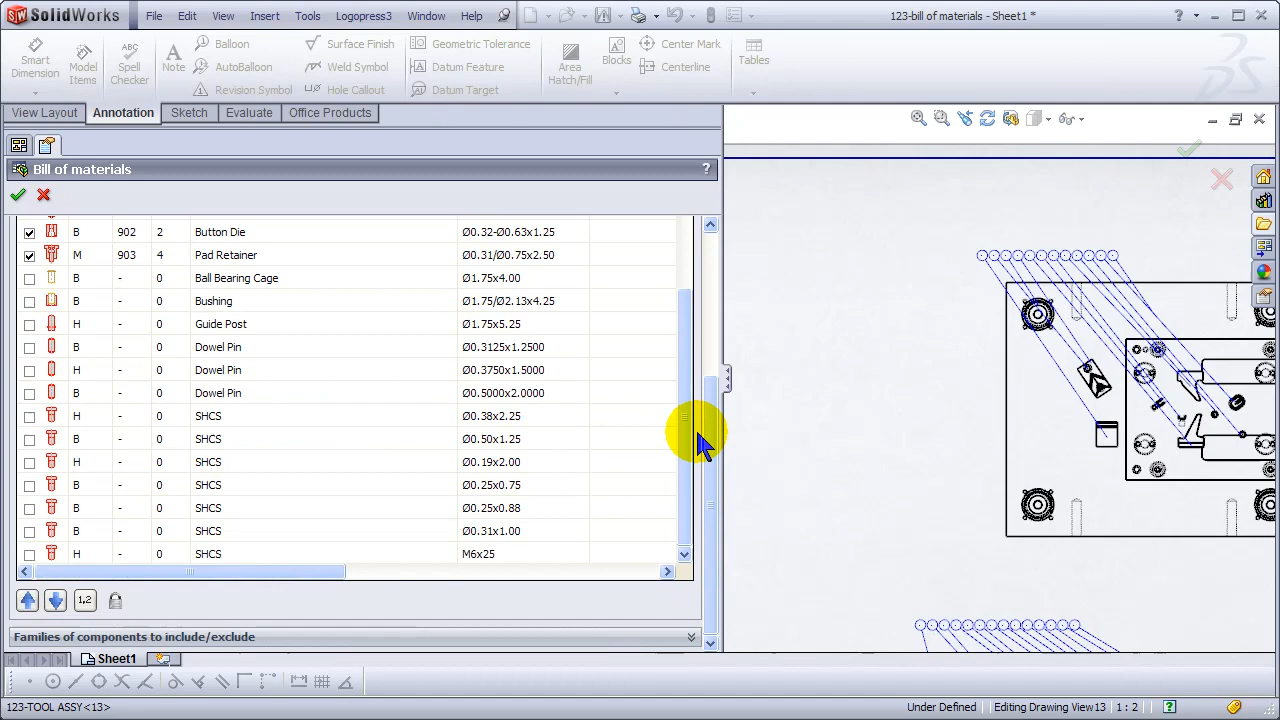 SolidWorks File Edit View Insert Tools Logopress3 Window Help 123-bill of materials - Sheet1 *
Smart Dimension
Model Items
ABC
Spell Checker
Note
Balloon
AutoBalloon
Revision Symbol
Surface Finish
Weld Symbol
Hole Callout
Geometric Tolerance
Datum Feature
Datum Target
Area Hatch/Fill
Blocks
Center Mark
Centerline
Tables
View Layout Annotation Sketch Evaluate Office Products
Bill of materials ?
B 902 2 Button Die Ø0.32-Ø0.63x1.25
M 903 4 Pad Retainer Ø0.31/Ø0.75x2.50
B - 0 Ball Bearing Cage Ø1.75x4.00
B - 0 Bushing Ø1.75/Ø2.13x4.25
H - 0 Guide Post Ø1.75x5.25
B - 0 Dowel Pin Ø0.3125x1.2500
H - 0 Dowel Pin Ø0.3750x1.5000
B - 0 Dowel Pin Ø0.5000x2.0000
H - 0 SHCS Ø0.38x2.25
B - 0 SHCS Ø0.50x1.25
H - 0 SHCS Ø0.19x2.00
B - 0 SHCS Ø0.25x0.75
B - 0 SHCS Ø0.25x0.88
B - 0 SHCS Ø0.31x1.00
H - 0 SHCS M6x25
1,2
Families of components to include/exclude
Sheet1
123-TOOL ASSY<13> Under Defined Editing Drawing View13 1 : 2 ?